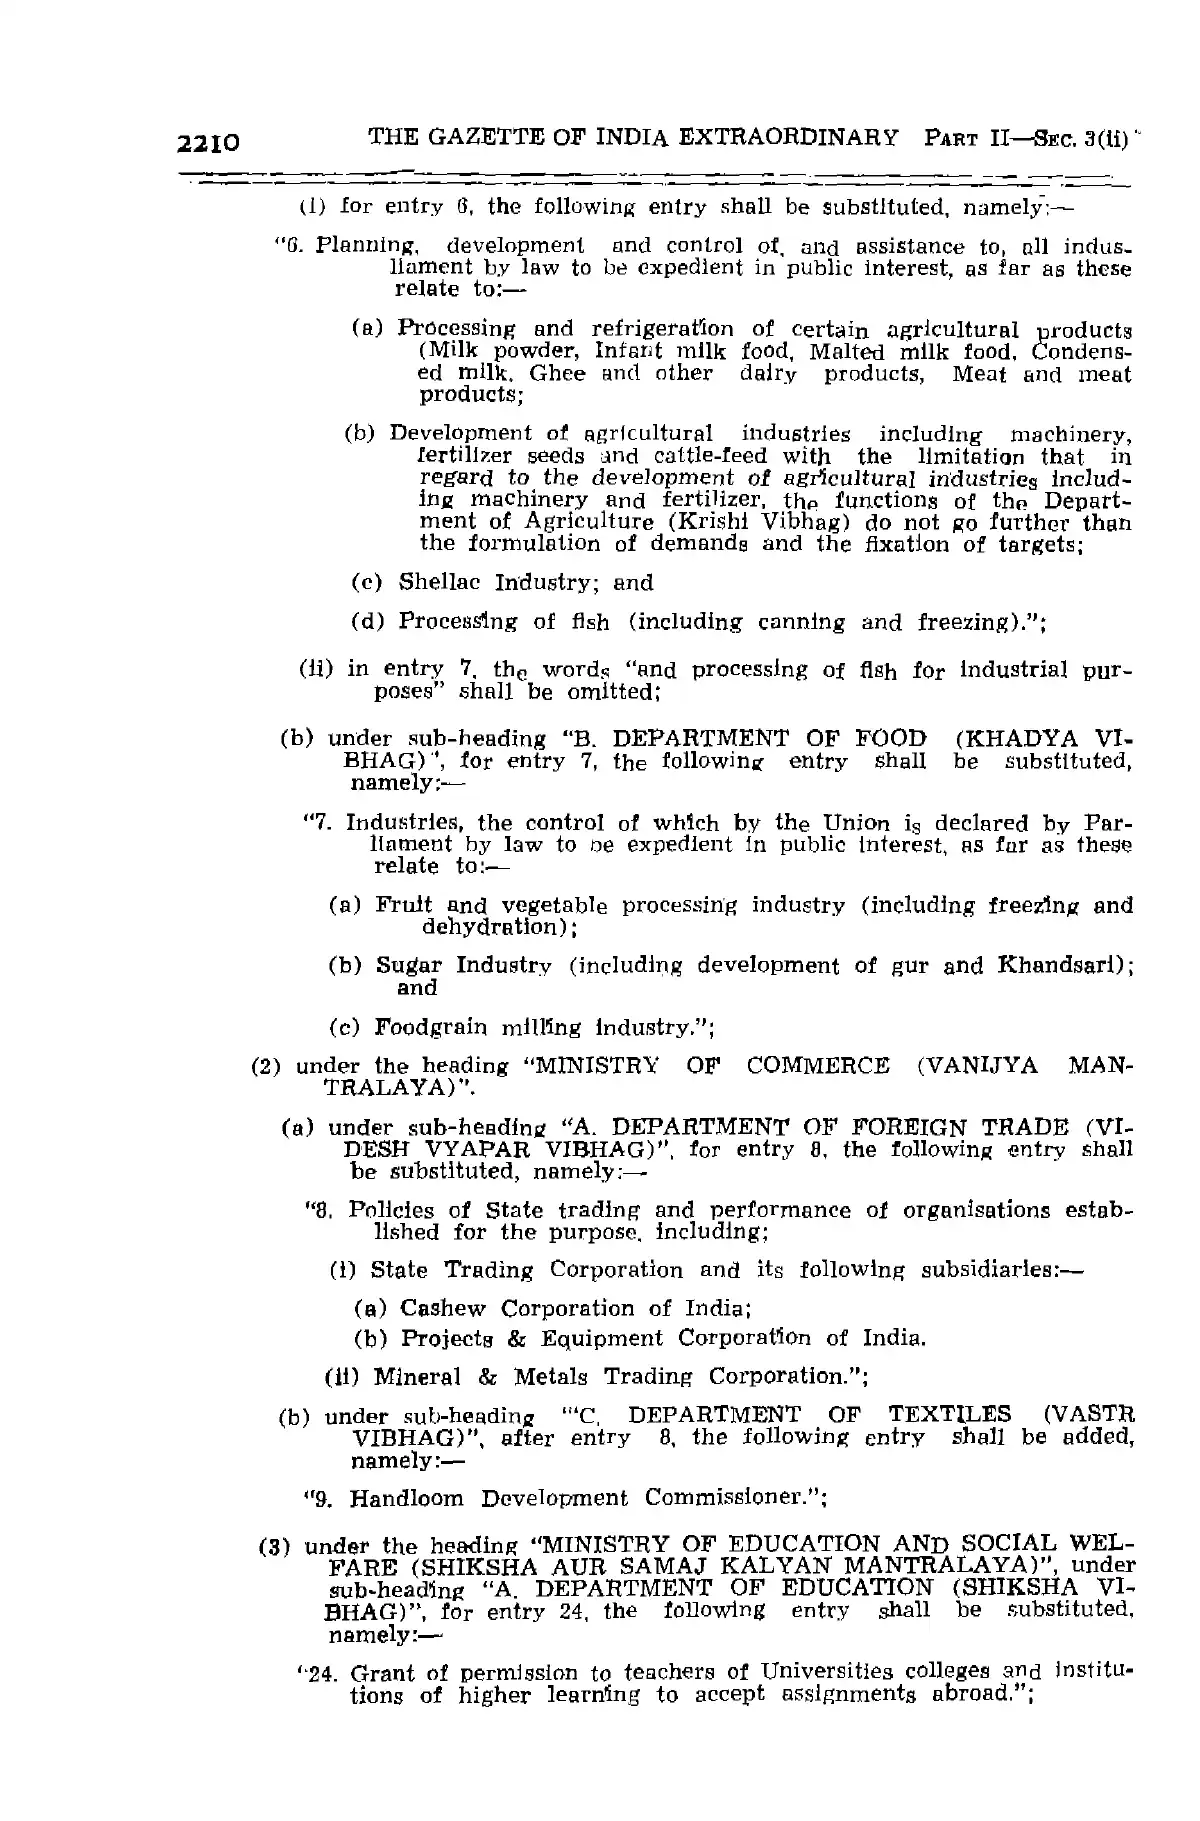 2210 THE GAZETTE OF INDIA EXTRAORDINARY PART II—SEC. 3(ii)
(i) for entry 6, the following entry shall be substituted, namely:—
"6. Planning, development and control of, and assistance to, all indus-
liament by law to be expedient in public interest, as far as these
relate to:—
(a) Processing and refrigeration of certain agricultural products
(Milk powder, Infant milk food, Malted milk food, Condens-
ed milk, Ghee and other dairy products, Meat and meat
products;
(b) Development of agricultural industries including machinery,
fertilizer seeds and cattle-feed with the limitation that in
regard to the development of agricultural industries includ-
ing machinery and fertilizer, the functions of the Depart-
ment of Agriculture (Krishi Vibhag) do not go further than
the formulation of demands and the fixation of targets;
(c) Shellac Industry; and
(d) Processing of fish (including canning and freezing).";
(ii) in entry 7, the words "and processing of fish for industrial pur-
poses" shall be omitted;
(b) under sub-heading "B. DEPARTMENT OF FOOD (KHADYA VI-
BHAG)", for entry 7, the following entry shall be substituted,
namely:—
"7. Industries, the control of which by the Union is declared by Par-
liament by law to be expedient in public interest, as far as these
relate to:—
(a) Fruit and vegetable processing industry (including freezing and
dehydration);
(b) Sugar Industry (including development of gur and Khandsari);
and
(c) Foodgrain milling industry.";
(2) under the heading "MINISTRY OF COMMERCE (VANIJYA MAN-
TRALAYA)".
(a) under sub-heading "A. DEPARTMENT OF FOREIGN TRADE (VI-
DESH VYAPAR VIBHAG)", for entry 8, the following entry shall
be substituted, namely:—
"8. Policies of State trading and performance of organisations estab-
lished for the purpose, including;
(i) State Trading Corporation and its following subsidiaries:—
(a) Cashew Corporation of India;
(b) Projects & Equipment Corporation of India.
(ii) Mineral & Metals Trading Corporation.";
(b) under sub-heading "'C. DEPARTMENT OF TEXTILES (VASTR
VIBHAG)", after entry 8, the following entry shall be added,
namely:—
"9. Handloom Development Commissioner.";
(3) under the heading "MINISTRY OF EDUCATION AND SOCIAL WEL-
FARE (SHIKSHA AUR SAMAJ KALYAN MANTRALAYA)", under
sub-heading "A. DEPARTMENT OF EDUCATION (SHIKSHA VI-
BHAG)", for entry 24, the following entry shall be substituted,
namely:—
"24. Grant of permission to teachers of Universities colleges and institu-
tions of higher learning to accept assignments abroad.";